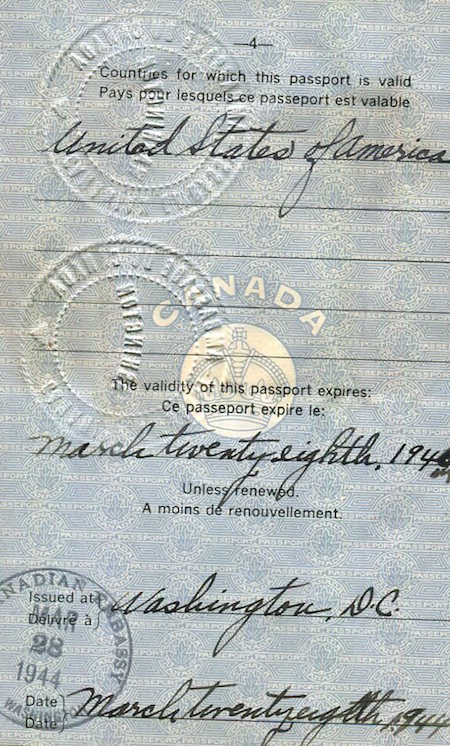 —4—
Countries for which this passport is valid
Pays pour lesquels ce passeport est valable
United States of America
CANADA
The validity of this passport expires:
Ce passeport expire le:
March twenty eighth,
Unless renewed.
A moins de renouvellement.
CANADIAN EMBASSY
MAR
28
1944
WASHINGTON
Issued at
Délivré à
Washington, D.C.
Date
Date
March twenty eighth, 1944